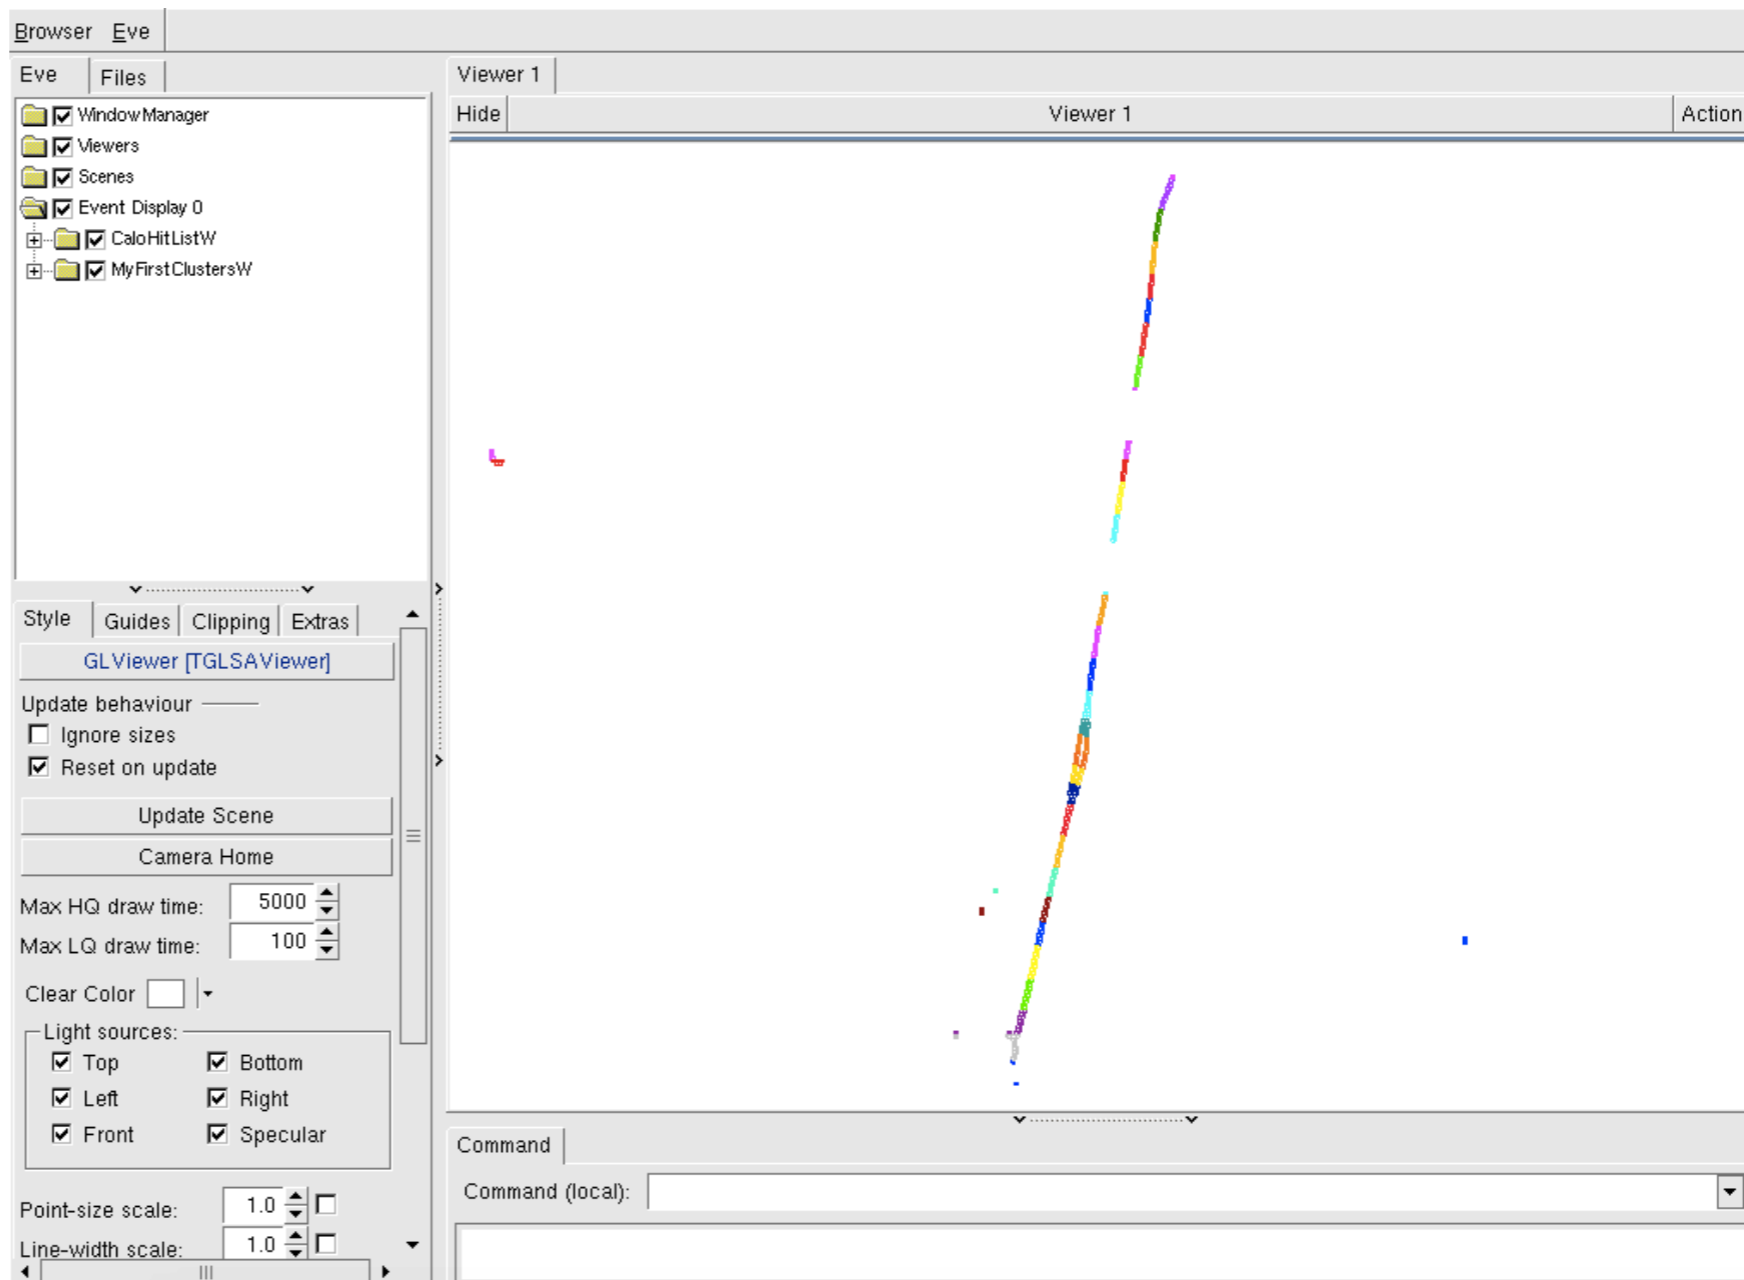 Browser Eve
Eve Files
WindowManager
Viewers
Scenes
Event Display 0
CaloHitListW
MyFirstClustersW
Style Guides Clipping Extras
GLViewer [TGLSAViewer]
Update behaviour
Ignore sizes
Reset on update
Update Scene
Camera Home
Max HQ draw time: 5000
Max LQ draw time: 100
Clear Color
Light sources:
Top Bottom
Left Right
Front Specular
Point-size scale: 1.0
Line-width scale: 1.0
Viewer 1
Hide Viewer 1 Action
Command
Command (local):